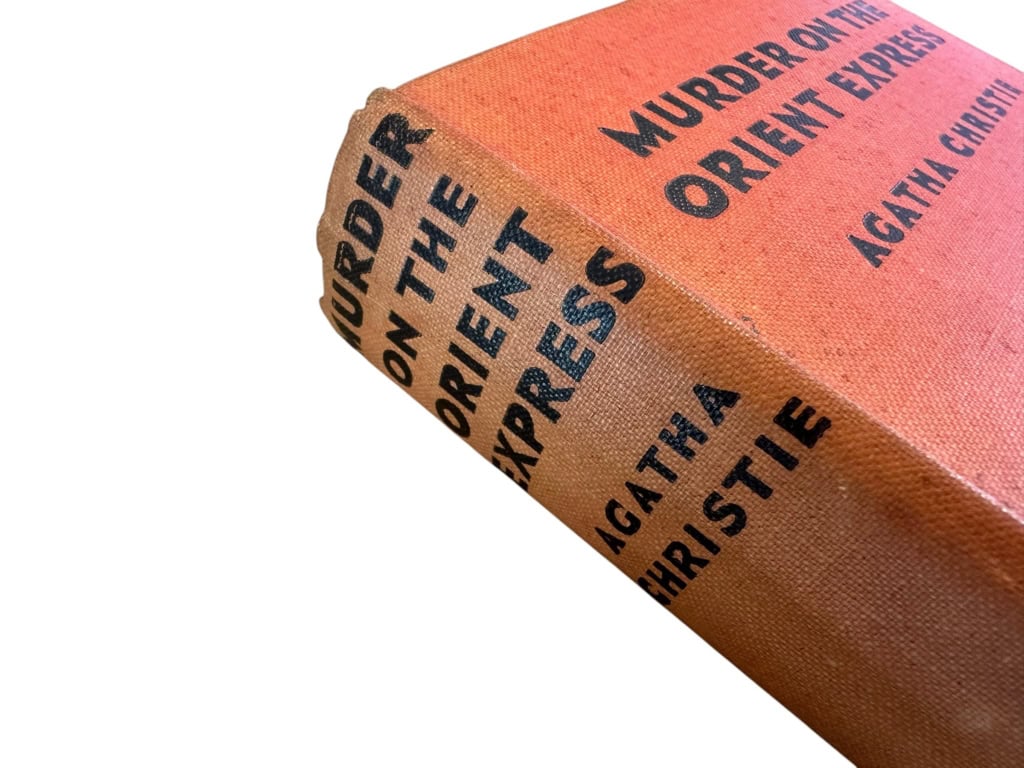 MURDER ON THE
ORIENT EXPRESS
AGATHA CHRISTIE
MURDER
ON THE
ORIENT
EXPRESS
AGATHA
CHRISTIE